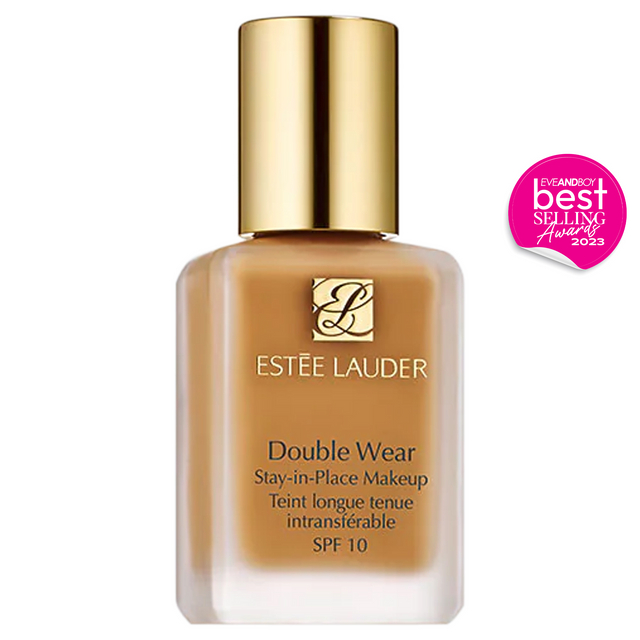 ESTĒE LAUDER
Double Wear
Stay-in-Place Makeup
Teint longue tenue
intransférable
SPF 10
EVEANDBOY
best
SELLING
Awards
2023